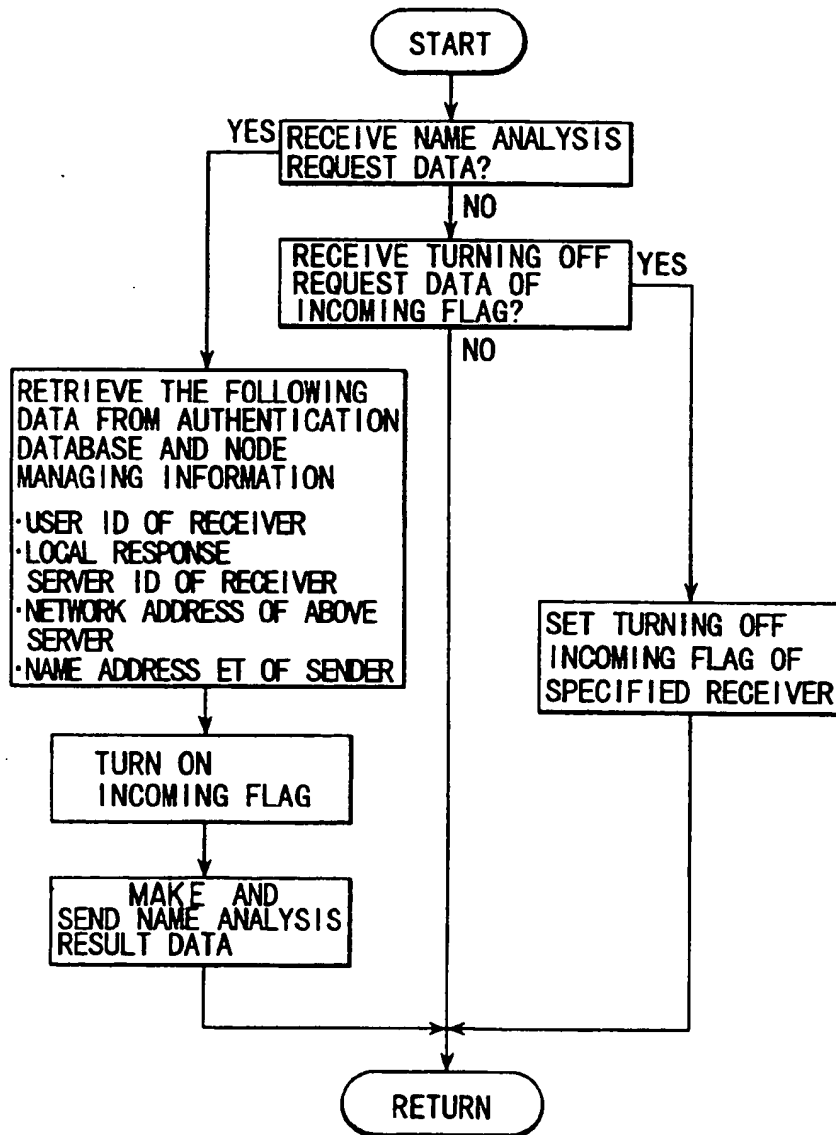 START
YES
RECEIVE NAME ANALYSIS
REQUEST DATA?
NO
RECEIVE TURNING OFF
REQUEST DATA OF
INCOMING FLAG?
YES
NO
RETRIEVE THE FOLLOWING
DATA FROM AUTHENTICATION
DATABASE AND NODE
MANAGING INFORMATION
·USER ID OF RECEIVER
·LOCAL RESPONSE
SERVER ID OF RECEIVER
·NETWORK ADDRESS OF ABOVE
SERVER
·NAME ADDRESS ET OF SENDER
SET TURNING OFF
INCOMING FLAG OF
SPECIFIED RECEIVER
TURN ON
INCOMING FLAG
MAKE AND
SEND NAME ANALYSIS
RESULT DATA
RETURN